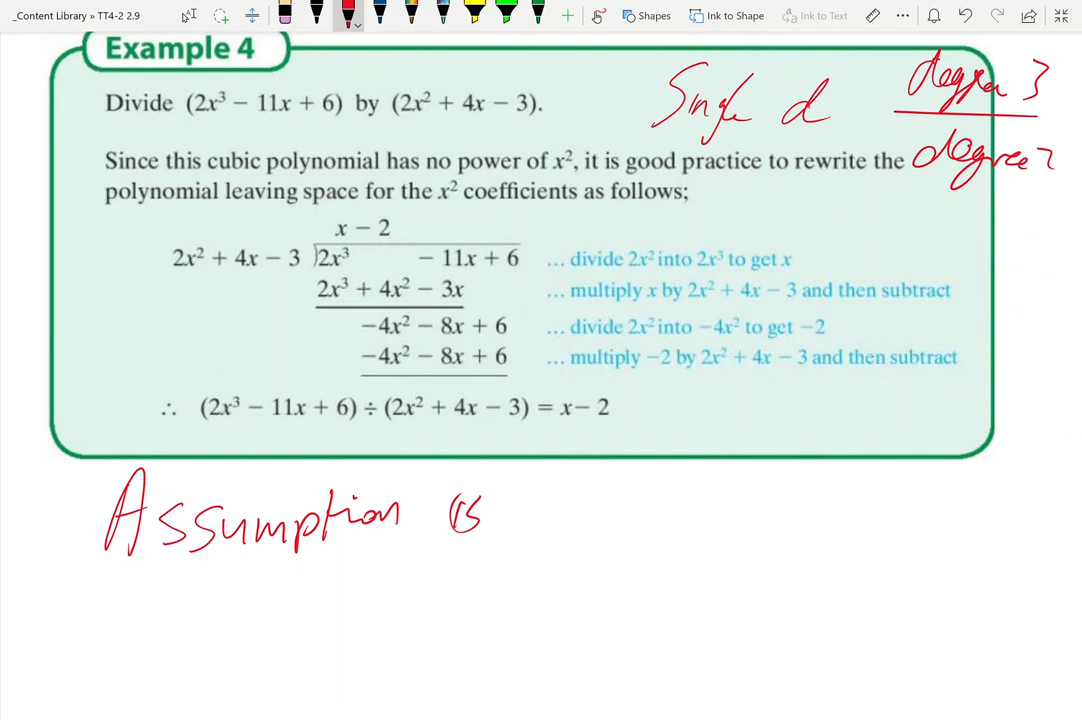 _Content Library » TT4-2 2.9
Shapes
Ink to Shape
Ink to Text
Example 4
Divide (2x³ − 11x + 6) by (2x² + 4x − 3).
Single d
degree 3
degree 2
Since this cubic polynomial has no power of x², it is good practice to rewrite the
polynomial leaving space for the x² coefficients as follows;
x − 2
2x² + 4x − 3 )2x³ − 11x + 6 ... divide 2x² into 2x³ to get x
2x³ + 4x² − 3x ... multiply x by 2x² + 4x − 3 and then subtract
−4x² − 8x + 6 ... divide 2x² into −4x² to get −2
−4x² − 8x + 6 ... multiply −2 by 2x² + 4x − 3 and then subtract
∴ (2x³ − 11x + 6) ÷ (2x² + 4x − 3) = x− 2
Assumption is